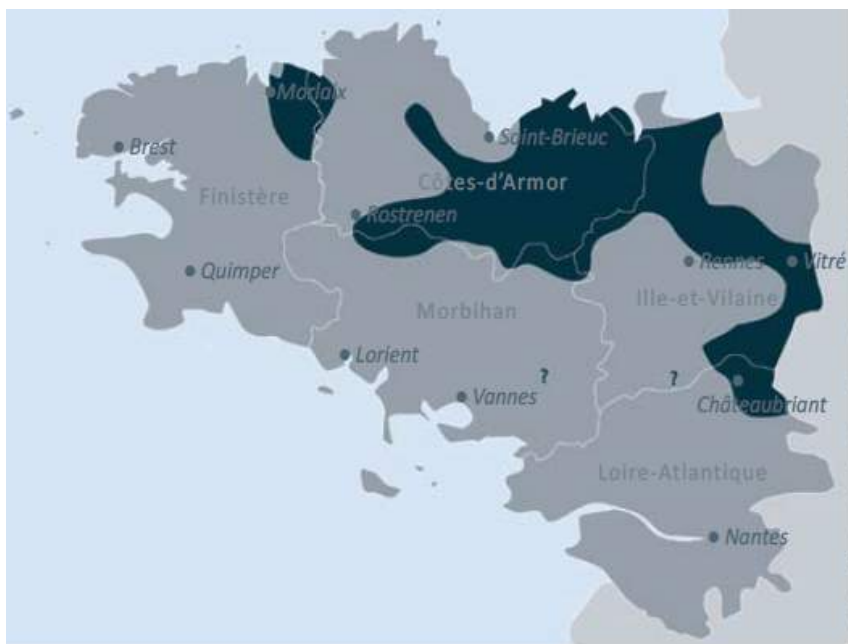 Morlaix
Brest
Saint-Brieuc
Côtes-d'Armor
Finistère
Rostrenen
Quimper
Rennes
Vitré
Ille-et-Vilaine
Morbihan
Lorient
?
?
Vannes
Châteaubriant
Loire-Atlantique
Nantes